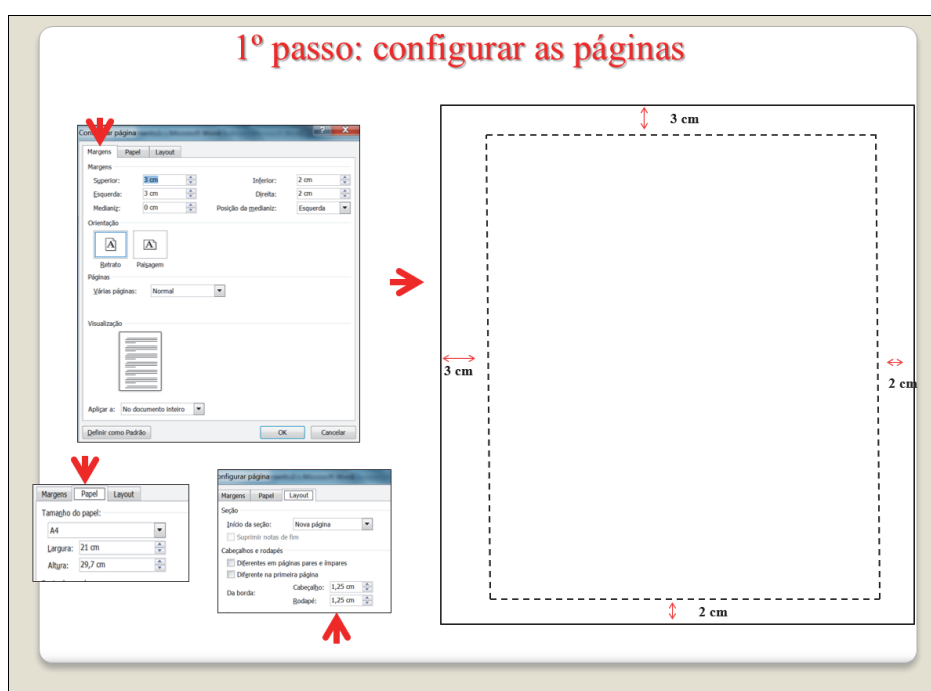 1º passo: configurar as páginas
Margens Papel Layout
Margens
Superior: 3 cm Inferior: 2 cm
Esquerda: 3 cm Direita: 2 cm
Medianiz: 0 cm Posição da medianiz: Esquerda
Orientação
A A
Retrato Paisagem
Páginas
Várias páginas: Normal
Visualização
Aplicar a: No documento inteiro
Definir como Padrão OK Cancelar
3 cm
3 cm
2 cm
2 cm
Margens Papel Layout
Tamanho do papel:
A4
Largura: 21 cm
Altura: 29,7 cm
onfigurar página
Margens Papel Layout
Seção
Início da seção: Nova página
Suprimir notas de fim
Cabeçalhos e rodapés
Diferentes em páginas pares e ímpares
Diferente na primeira página
Da borda: Cabeçalho: 1,25 cm
Rodapé: 1,25 cm